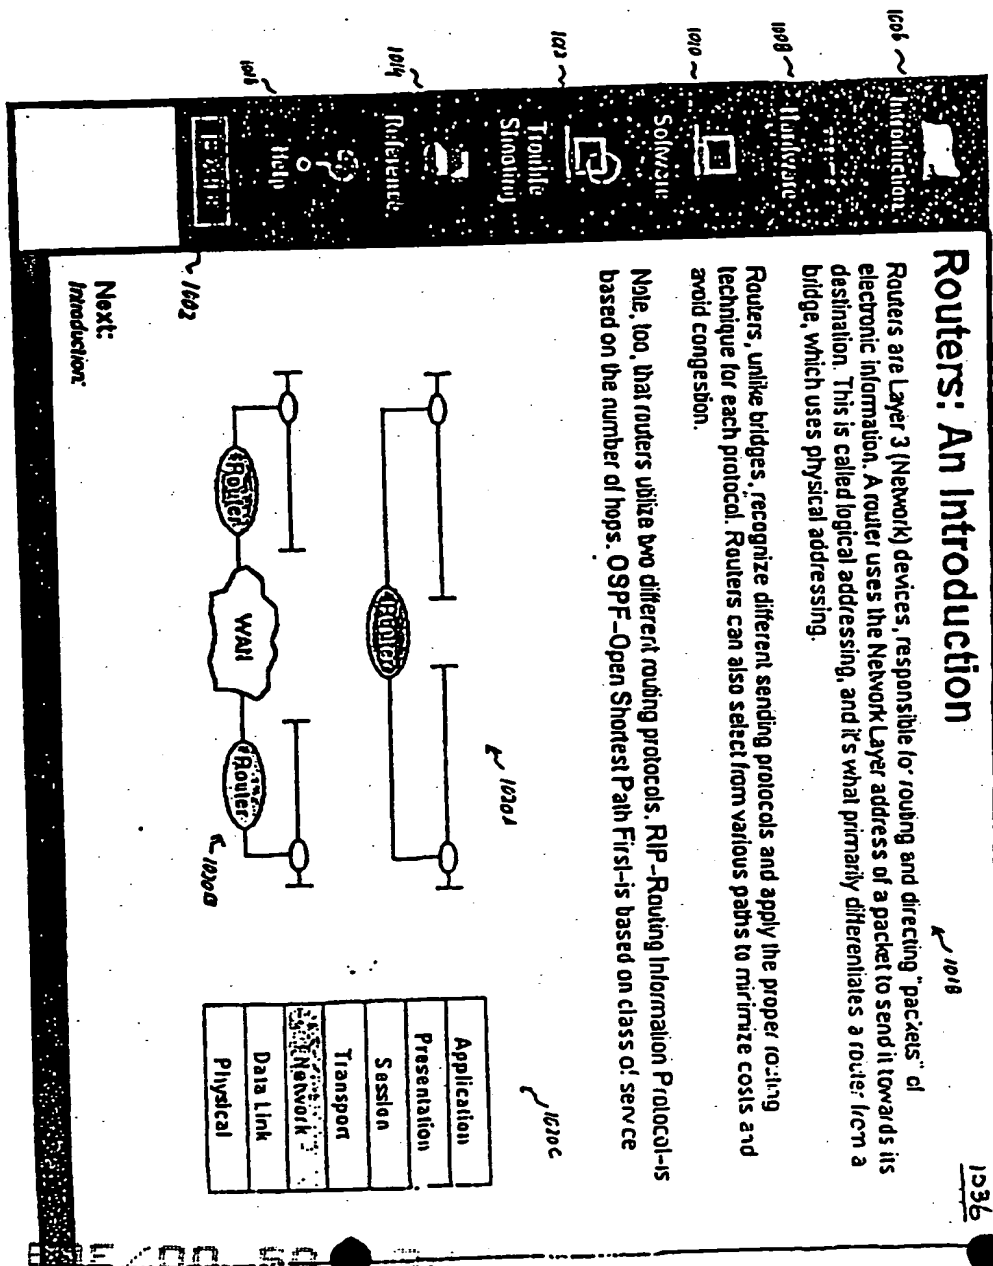 1036
1006
1008
1010
1012
1014
1016
Introduction
Hardware
Software
Trouble
Shooting
Reference
Help
1002
Routers: An Introduction
1018
Routers are Layer 3 (Network) devices, responsible for routing and directing "packets" of
electronic information. A router uses the Network Layer address of a packet to send it towards its
destination. This is called logical addressing, and it's what primarily differentiates a router from a
bridge, which uses physical addressing.
Routers, unlike bridges, recognize different sending protocols and apply the proper routing
technique for each protocol. Routers can also select from various paths to minimize costs and
avoid congestion.
Note, too, that routers utilize two different routing protocols. RIP–Routing Information Protocol–is
based on the number of hops. OSPF–Open Shortest Path First–is based on class of service
1020A
Router
Router
WAN
Router
1020B
1020C
Application
Presentation
Session
Transport
Network
Data Link
Physical
Next:
Introduction: